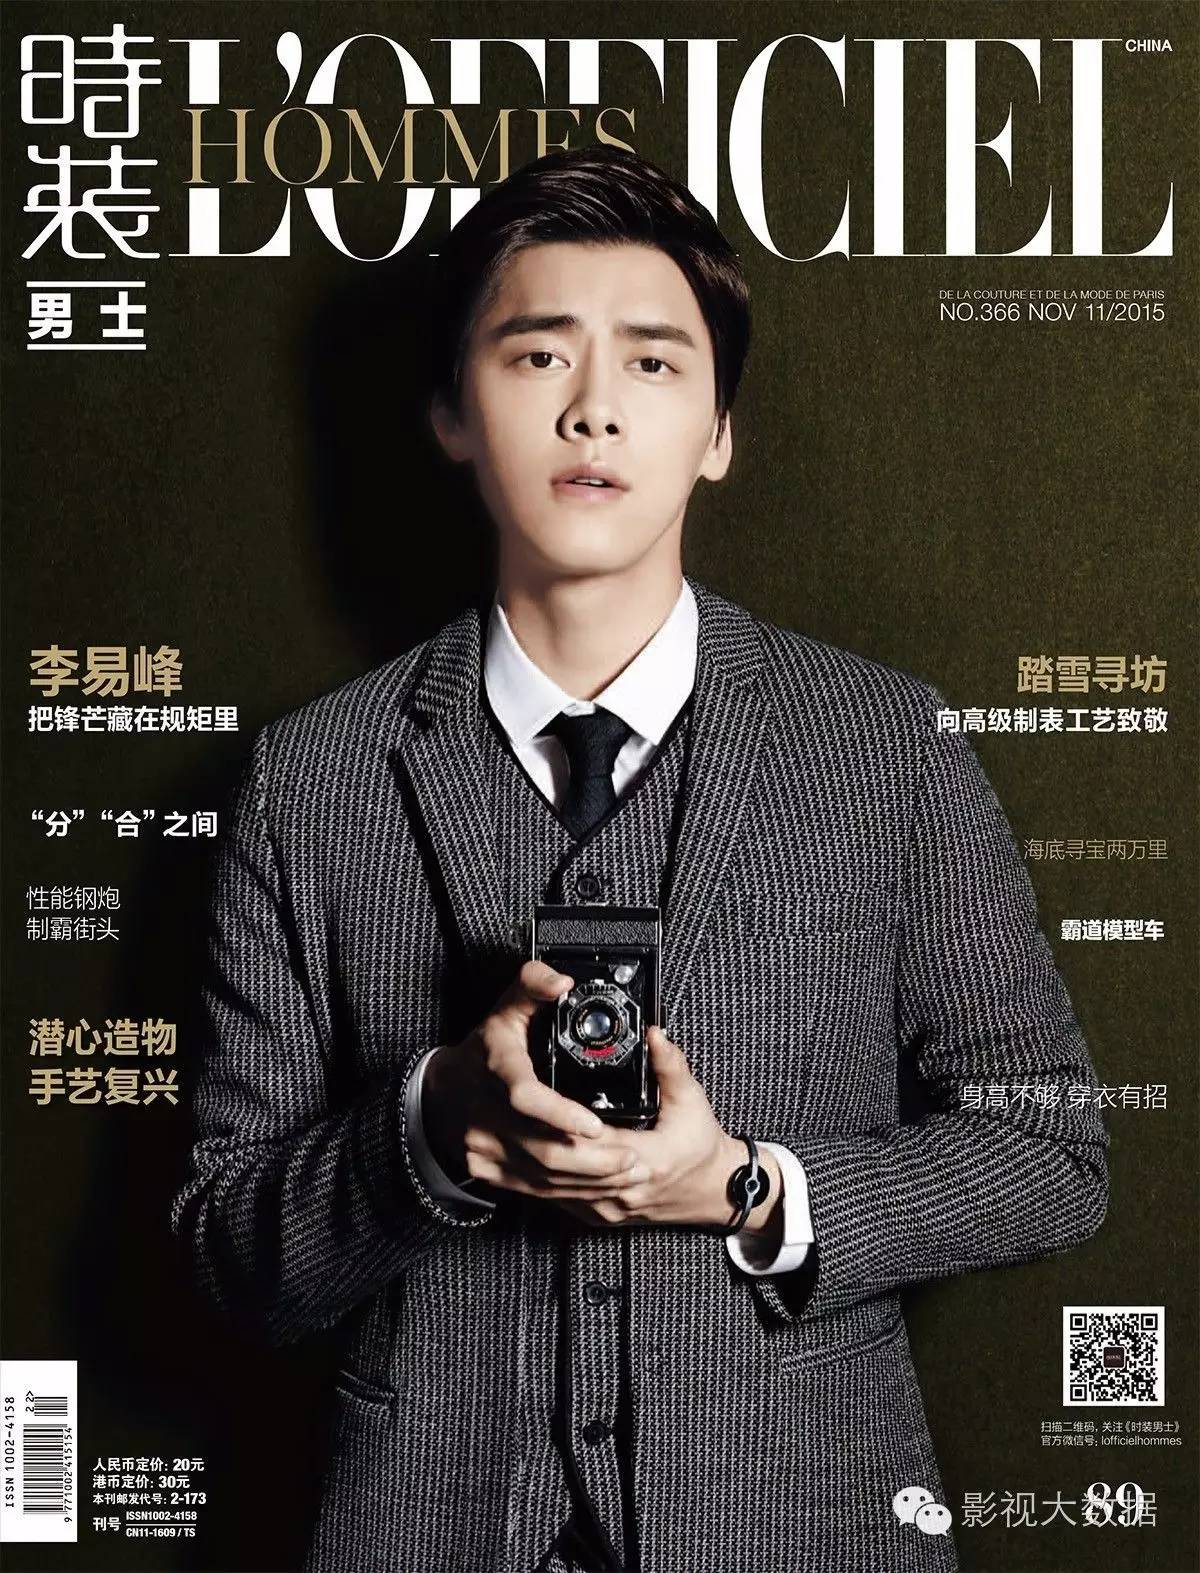 時裝
男士
L'OFFICIEL
HOMMES
CHINA
DE LA COUTURE ET DE LA MODE DE PARIS
NO.366 NOV 11/2015
李易峰
把锋芒藏在规矩里
“分”“合”之间
性能钢炮
制霸街头
潜心造物
手艺复兴
踏雪寻坊
向高级制表工艺致敬
海底寻宝两万里
霸道模型车
身高不够 穿衣有招
扫描二维码，关注《时装男士》
官方微信号：lofficielhommes
89
ISSN 1002-4158
22>
9 771002 415154
人民币定价：20元
港币定价：30元
本刊邮发代号：2-173
刊号 ISSN1002-4158
CN11-1609 / TS
影视大数据